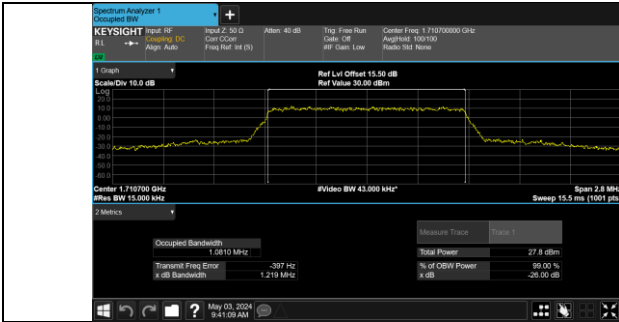 Spectrum Analyzer 1
Occupied BW
+
KEYSIGHT Input: RF Input Z: 50 Ω Atten: 40 dB Trig: Free Run Center Freq: 1.710700000 GHz
RL Coupling: DC Corr CCorr Gate: Off Avg|Hold: 100/100
Align: Auto Freq Ref: Int (S) #IF Gain: Low Radio Std: None
1 Graph
Ref Lvl Offset 15.50 dB
Scale/Div 10.0 dB Ref Value 30.00 dBm
Log
20.0
10.0
0.00
-10.0
-20.0
-30.0
-40.0
-50.0
-60.0
Center 1.710700 GHz #Video BW 43.000 kHz* Span 2.8 MHz
#Res BW 15.000 kHz Sweep 15.5 ms (1001 pts)
2 Metrics
Measure Trace Trace 1
Occupied Bandwidth
1.0810 MHz Total Power 27.8 dBm
Transmit Freq Error -397 Hz % of OBW Power 99.00 %
x dB Bandwidth 1.219 MHz x dB -26.00 dB
? May 03, 2024
9:41:09 AM